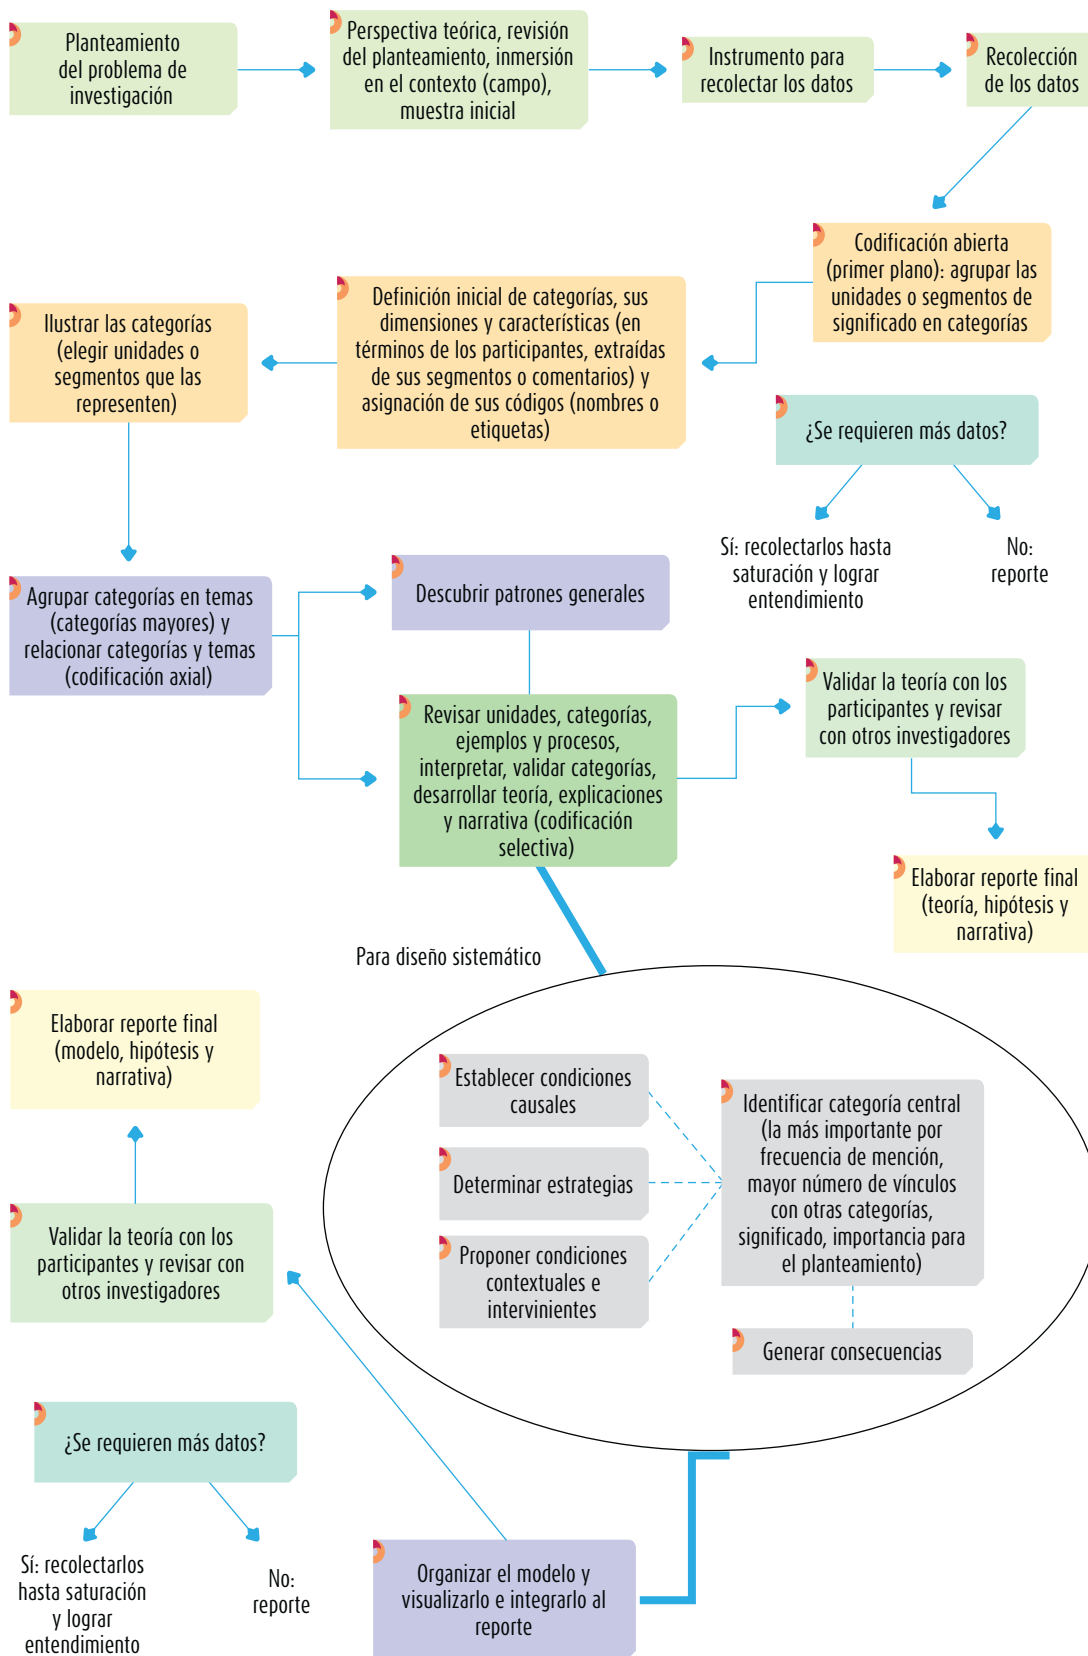 Planteamiento
del problema de
investigación
Perspectiva teórica, revisión
del planteamiento, inmersión
en el contexto (campo),
muestra inicial
Instrumento para
recolectar los datos
Recolección
de los datos
Codificación abierta
(primer plano): agrupar las
unidades o segmentos de
significado en categorías
Definición inicial de categorías, sus
dimensiones y características (en
términos de los participantes, extraídas
de sus segmentos o comentarios) y
asignación de sus códigos (nombres o
etiquetas)
Ilustrar las categorías
(elegir unidades o
segmentos que las
representen)
¿Se requieren más datos?
Sí: recolectarlos hasta
saturación y lograr
entendimiento
No:
reporte
Agrupar categorías en temas
(categorías mayores) y
relacionar categorías y temas
(codificación axial)
Descubrir patrones generales
Revisar unidades, categorías,
ejemplos y procesos,
interpretar, validar categorías,
desarrollar teoría, explicaciones
y narrativa (codificación
selectiva)
Validar la teoría con los
participantes y revisar
con otros investigadores
Elaborar reporte final
(teoría, hipótesis y
narrativa)
Para diseño sistemático
Establecer condiciones
causales
Determinar estrategias
Proponer condiciones
contextuales e
intervinientes
Identificar categoría central
(la más importante por
frecuencia de mención,
mayor número de vínculos
con otras categorías,
significado, importancia para
el planteamiento)
Generar consecuencias
Elaborar reporte final
(modelo, hipótesis y
narrativa)
Validar la teoría con los
participantes y revisar con
otros investigadores
¿Se requieren más datos?
Sí: recolectarlos
hasta saturación
y lograr
entendimiento
No:
reporte
Organizar el modelo y
visualizarlo e integrarlo al
reporte